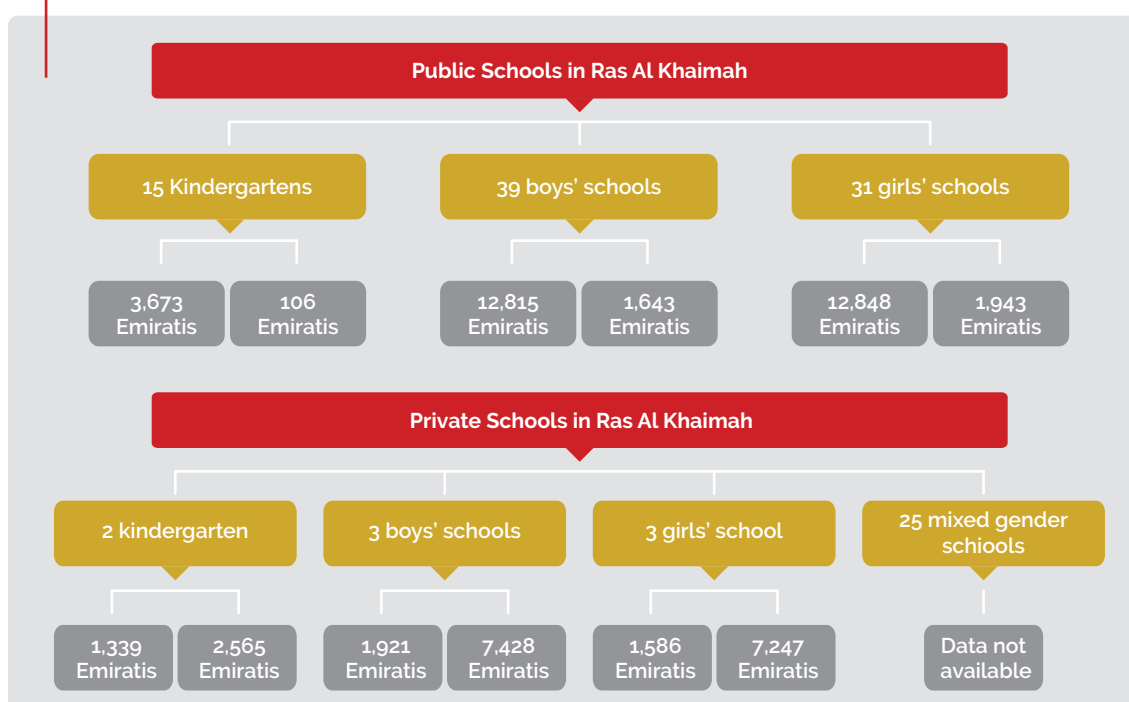 Public Schools in Ras Al Khaimah
15 Kindergartens
39 boys’ schools
31 girls’ schools
3,673
Emiratis
106
Emiratis
12,815
Emiratis
1,643
Emiratis
12,848
Emiratis
1,943
Emiratis
Private Schools in Ras Al Khaimah
2 kindergarten
3 boys’ schools
3 girls’ school
25 mixed gender
schiools
1,339
Emiratis
2,565
Emiratis
1,921
Emiratis
7,428
Emiratis
1,586
Emiratis
7,247
Emiratis
Data not
available